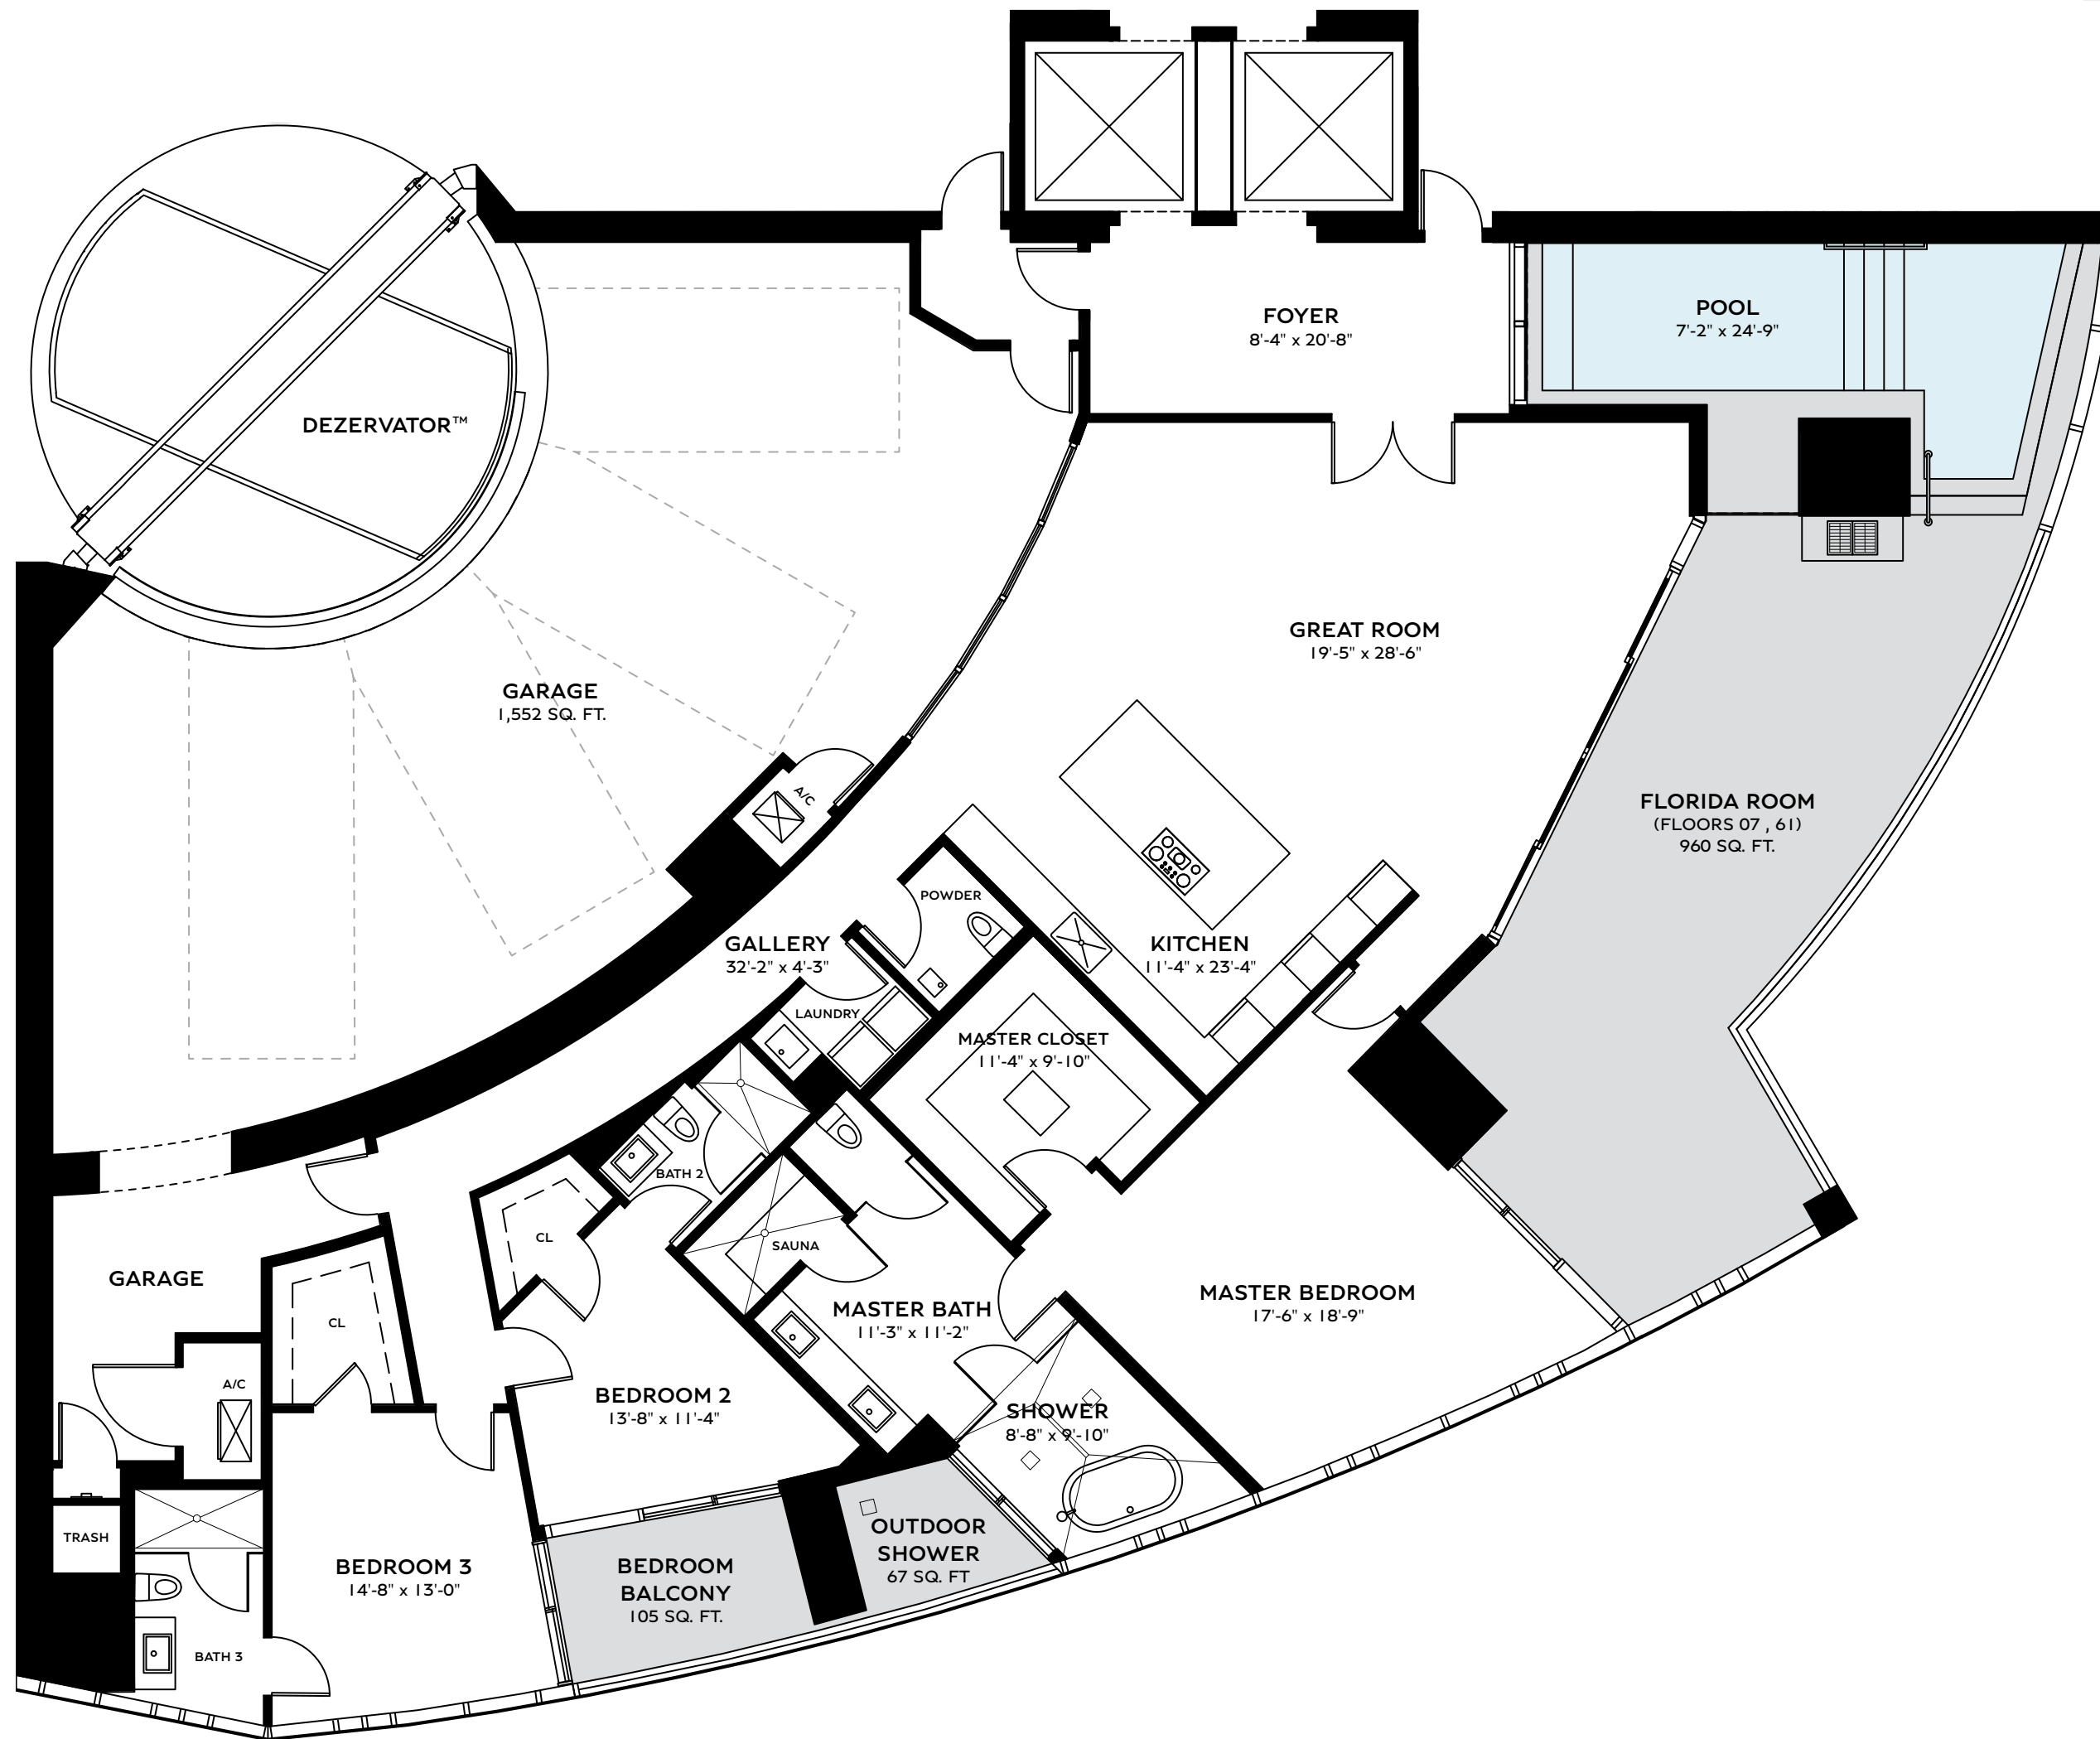 FOYER
8'-4" x 20'-8"
POOL
7'-2" x 24'-9"
DEZERVATOR™
GREAT ROOM
19'-5" x 28'-6"
GARAGE
1,552 SQ. FT.
A/C
FLORIDA ROOM
(FLOORS 07 , 61)
960 SQ. FT.
POWDER
GALLERY
32'-2" x 4'-3"
KITCHEN
11'-4" x 23'-4"
LAUNDRY
MASTER CLOSET
11'-4" x 9'-10"
BATH 2
CL
SAUNA
GARAGE
CL
MASTER BATH
11'-3" x 11'-2"
MASTER BEDROOM
17'-6" x 18'-9"
A/C
BEDROOM 2
13'-8" x 11'-4"
SHOWER
8'-8" x 9'-10"
TRASH
BEDROOM 3
14'-8" x 13'-0"
BEDROOM
BALCONY
105 SQ. FT.
OUTDOOR
SHOWER
67 SQ. FT
BATH 3